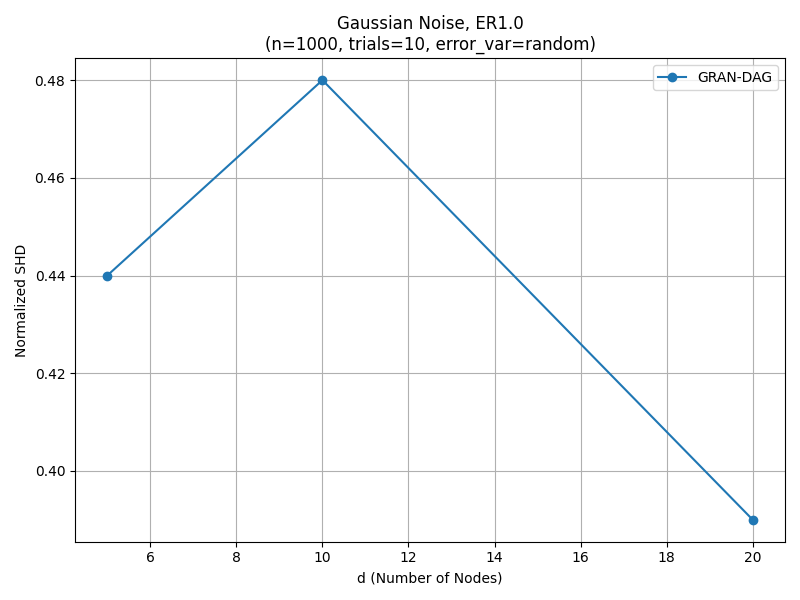 Gaussian Noise, ER1.0
(n=1000, trials=10, error_var=random)
GRAN-DAG
Normalized SHD
0.48
0.46
0.44
0.42
0.40
6 8 10 12 14 16 18 20
d (Number of Nodes)